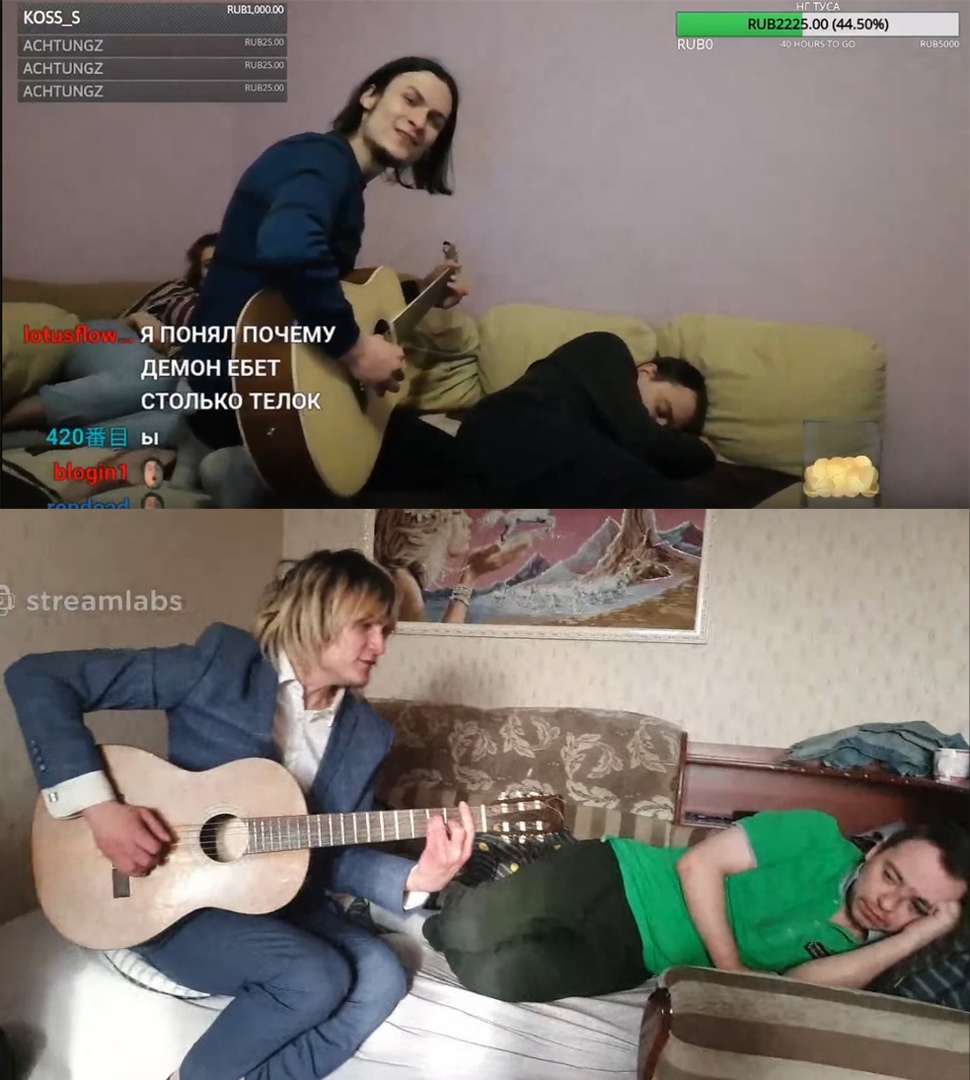 KOSS_S RUB1,000.00
ACHTUNGZ RUB25.00
ACHTUNGZ RUB25.00
ACHTUNGZ RUB25.00
НГ ТУСА
RUB2225.00 (44.50%)
RUB0 40 HOURS TO GO RUB5000
lotusflow... Я ПОНЯЛ ПОЧЕМУ
ДЕМОН ЕБЕТ
СТОЛЬКО ТЕЛОК
420番目 ы
blogin1
streamlabs